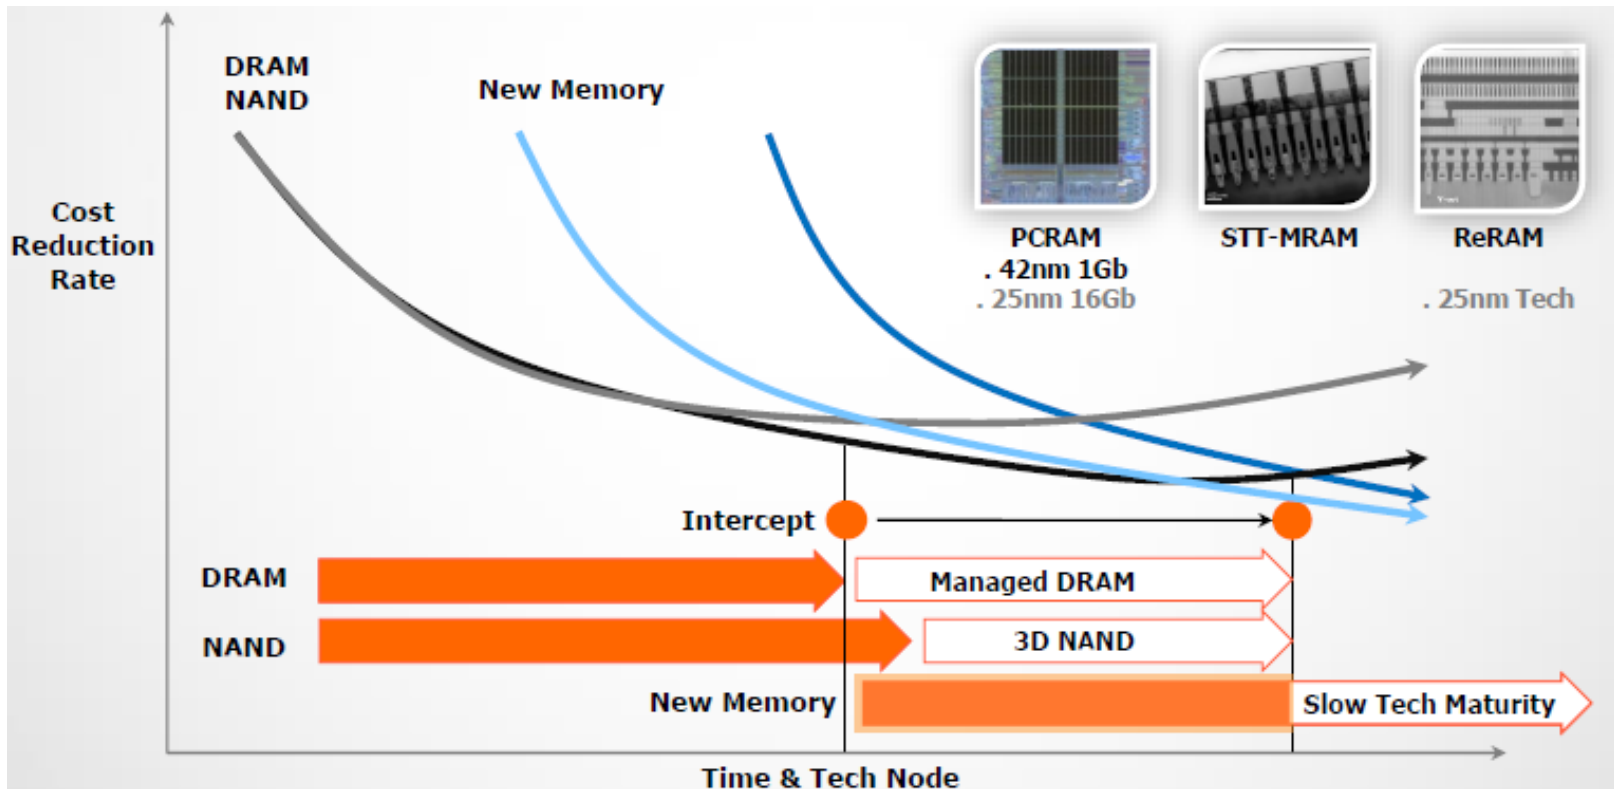 DRAM
NAND
New Memory
Cost
Reduction
Rate
PCRAM
. 42nm 1Gb
. 25nm 16Gb
STT-MRAM
ReRAM
. 25nm Tech
Intercept
DRAM
Managed DRAM
NAND
3D NAND
New Memory
Slow Tech Maturity
Time & Tech Node